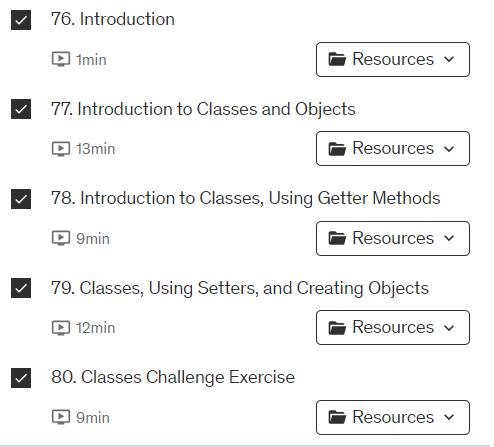 76. Introduction
1min
Resources
77. Introduction to Classes and Objects
13min
Resources
78. Introduction to Classes, Using Getter Methods
9min
Resources
79. Classes, Using Setters, and Creating Objects
12min
Resources
80. Classes Challenge Exercise
9min
Resources